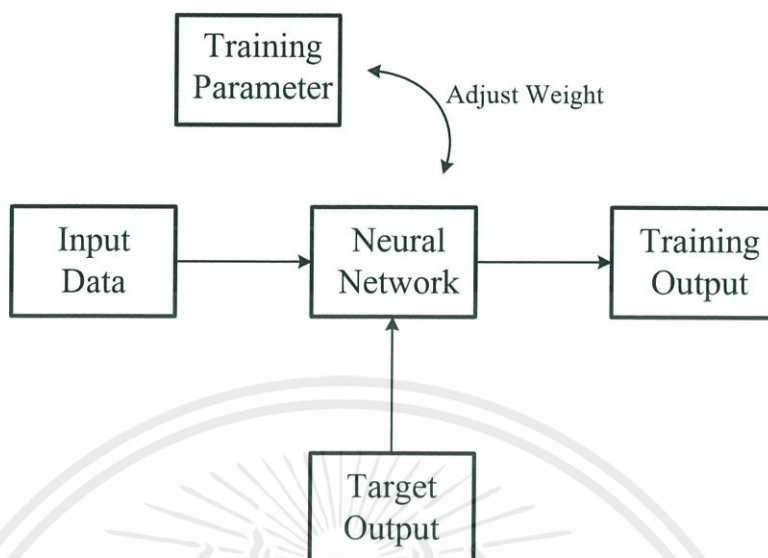 Training
Parameter
Adjust Weight
Input
Data
Neural
Network
Training
Output
Target
Output